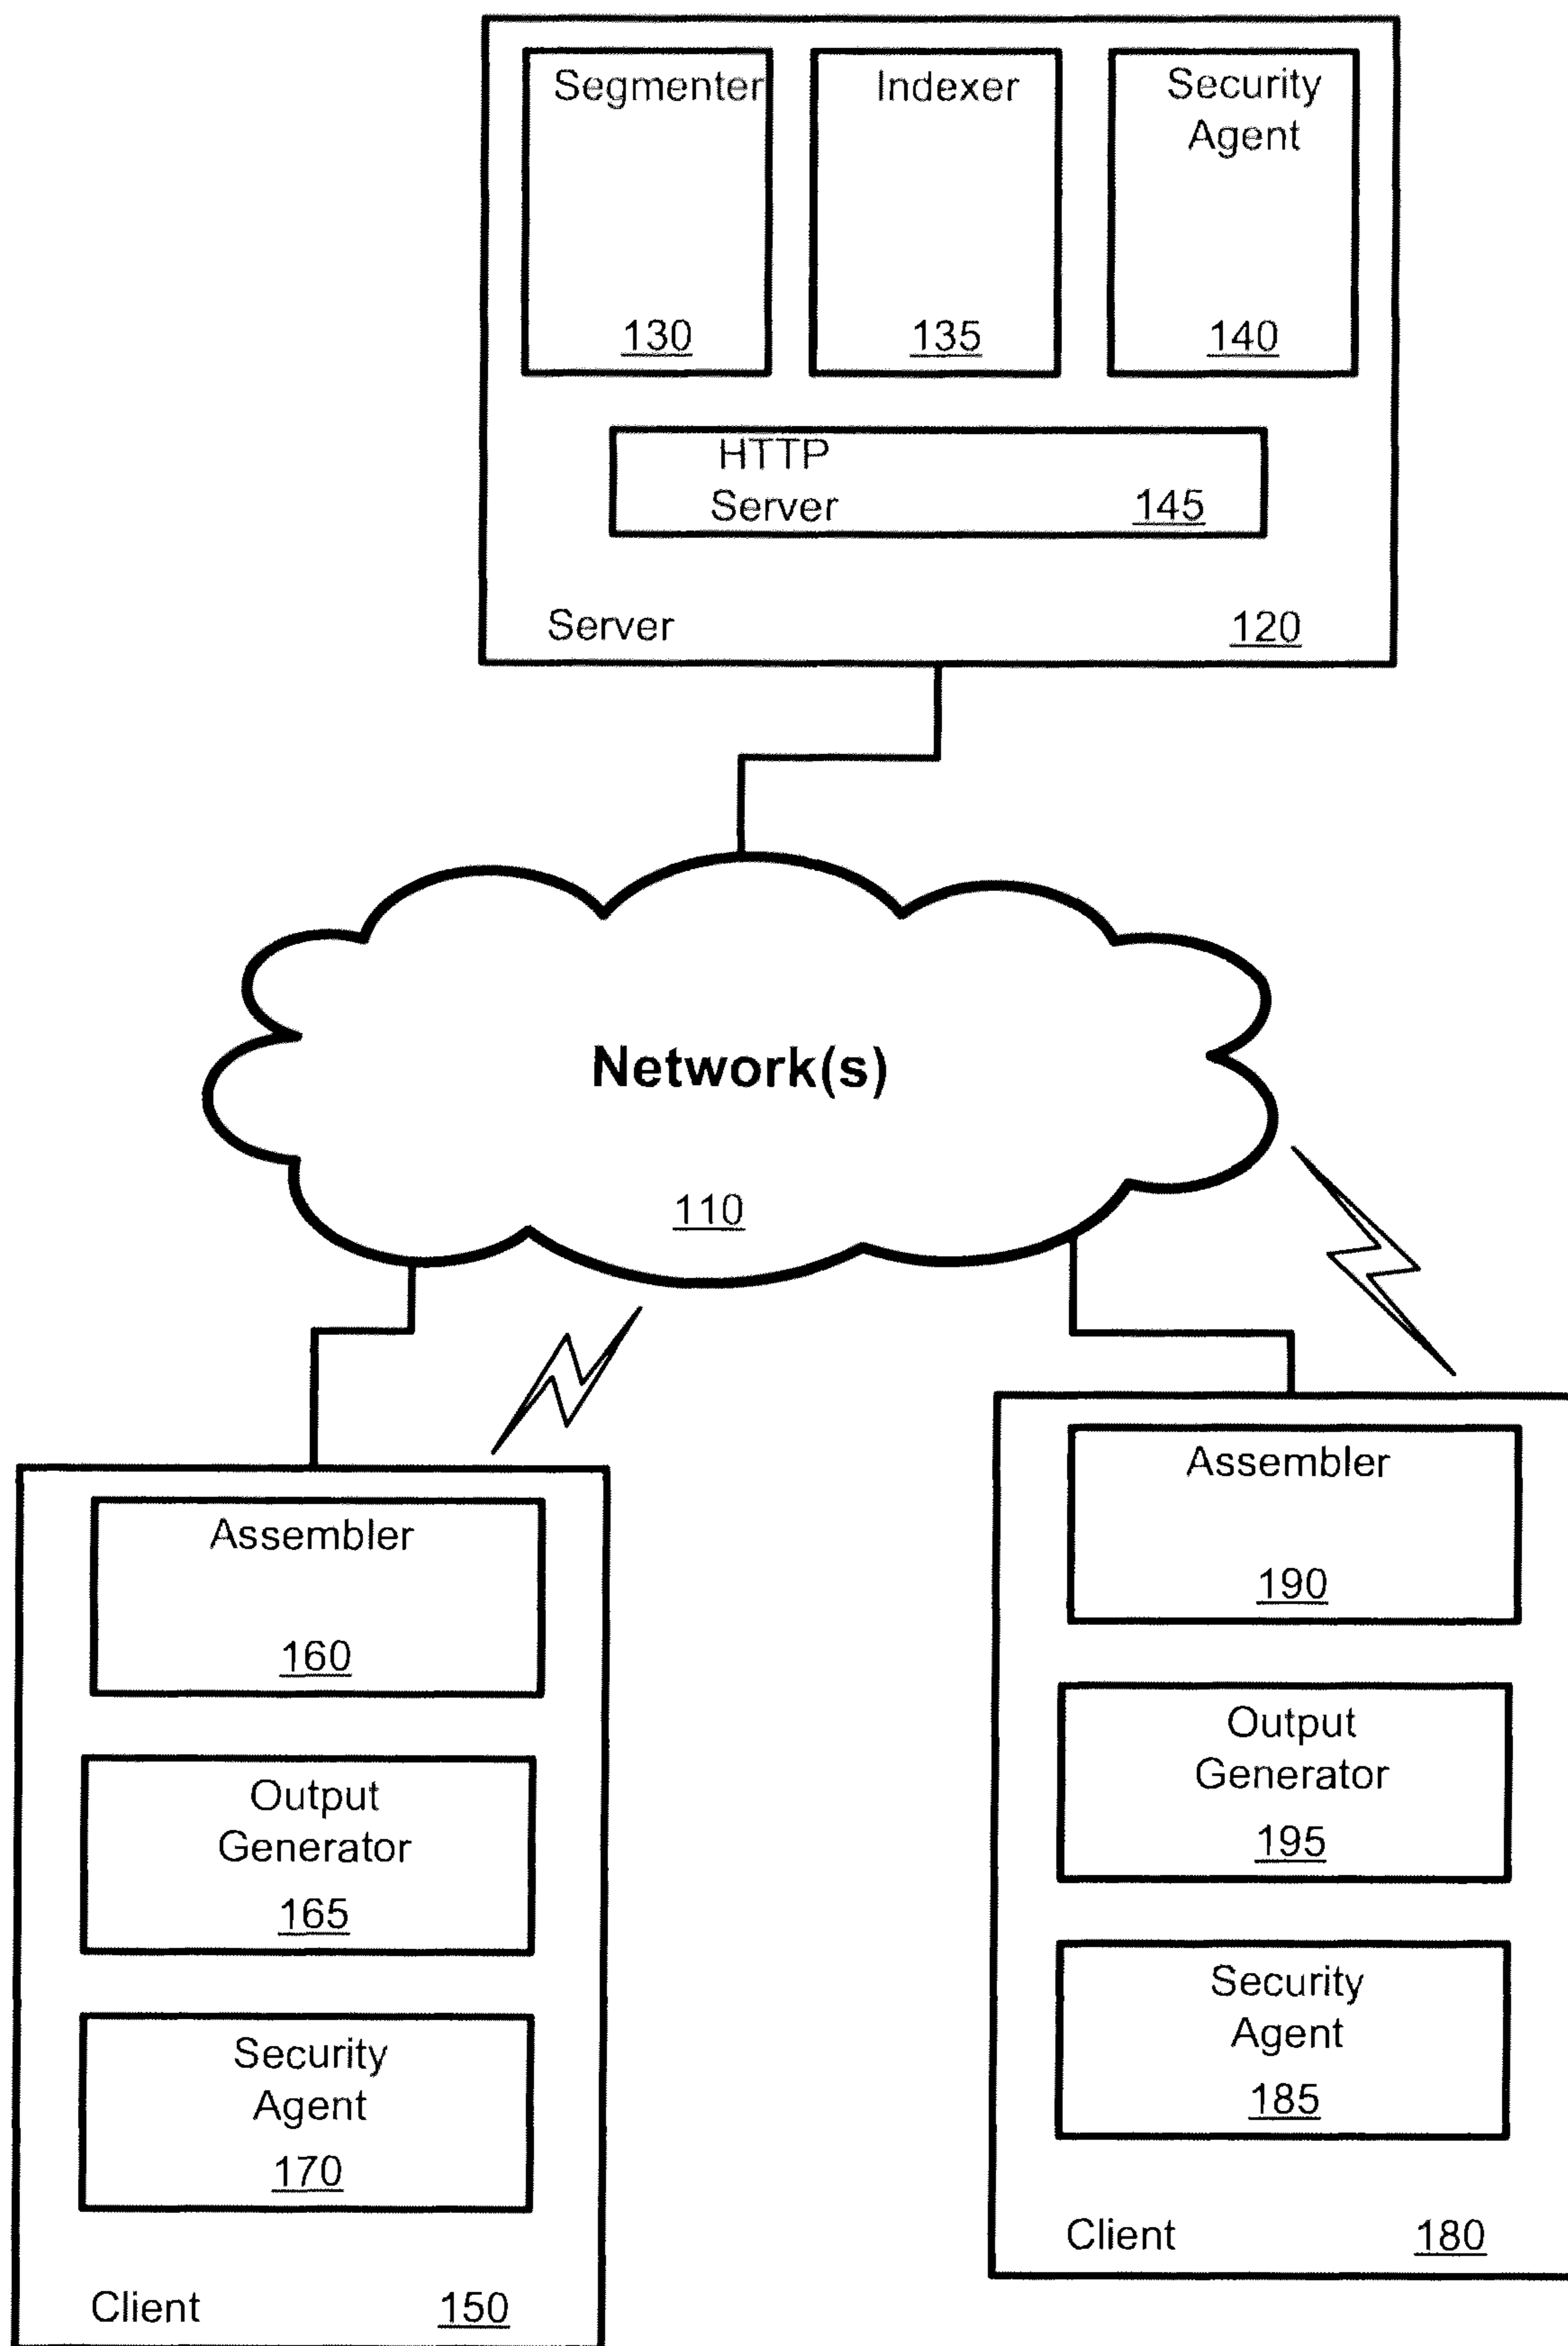 Segmenter
130
Indexer
135
Security
Agent
140
HTTP
Server
145
Server
120
Network(s)
110
Assembler
160
Output
Generator
165
Security
Agent
170
Client
150
Assembler
190
Output
Generator
195
Security
Agent
185
Client
180